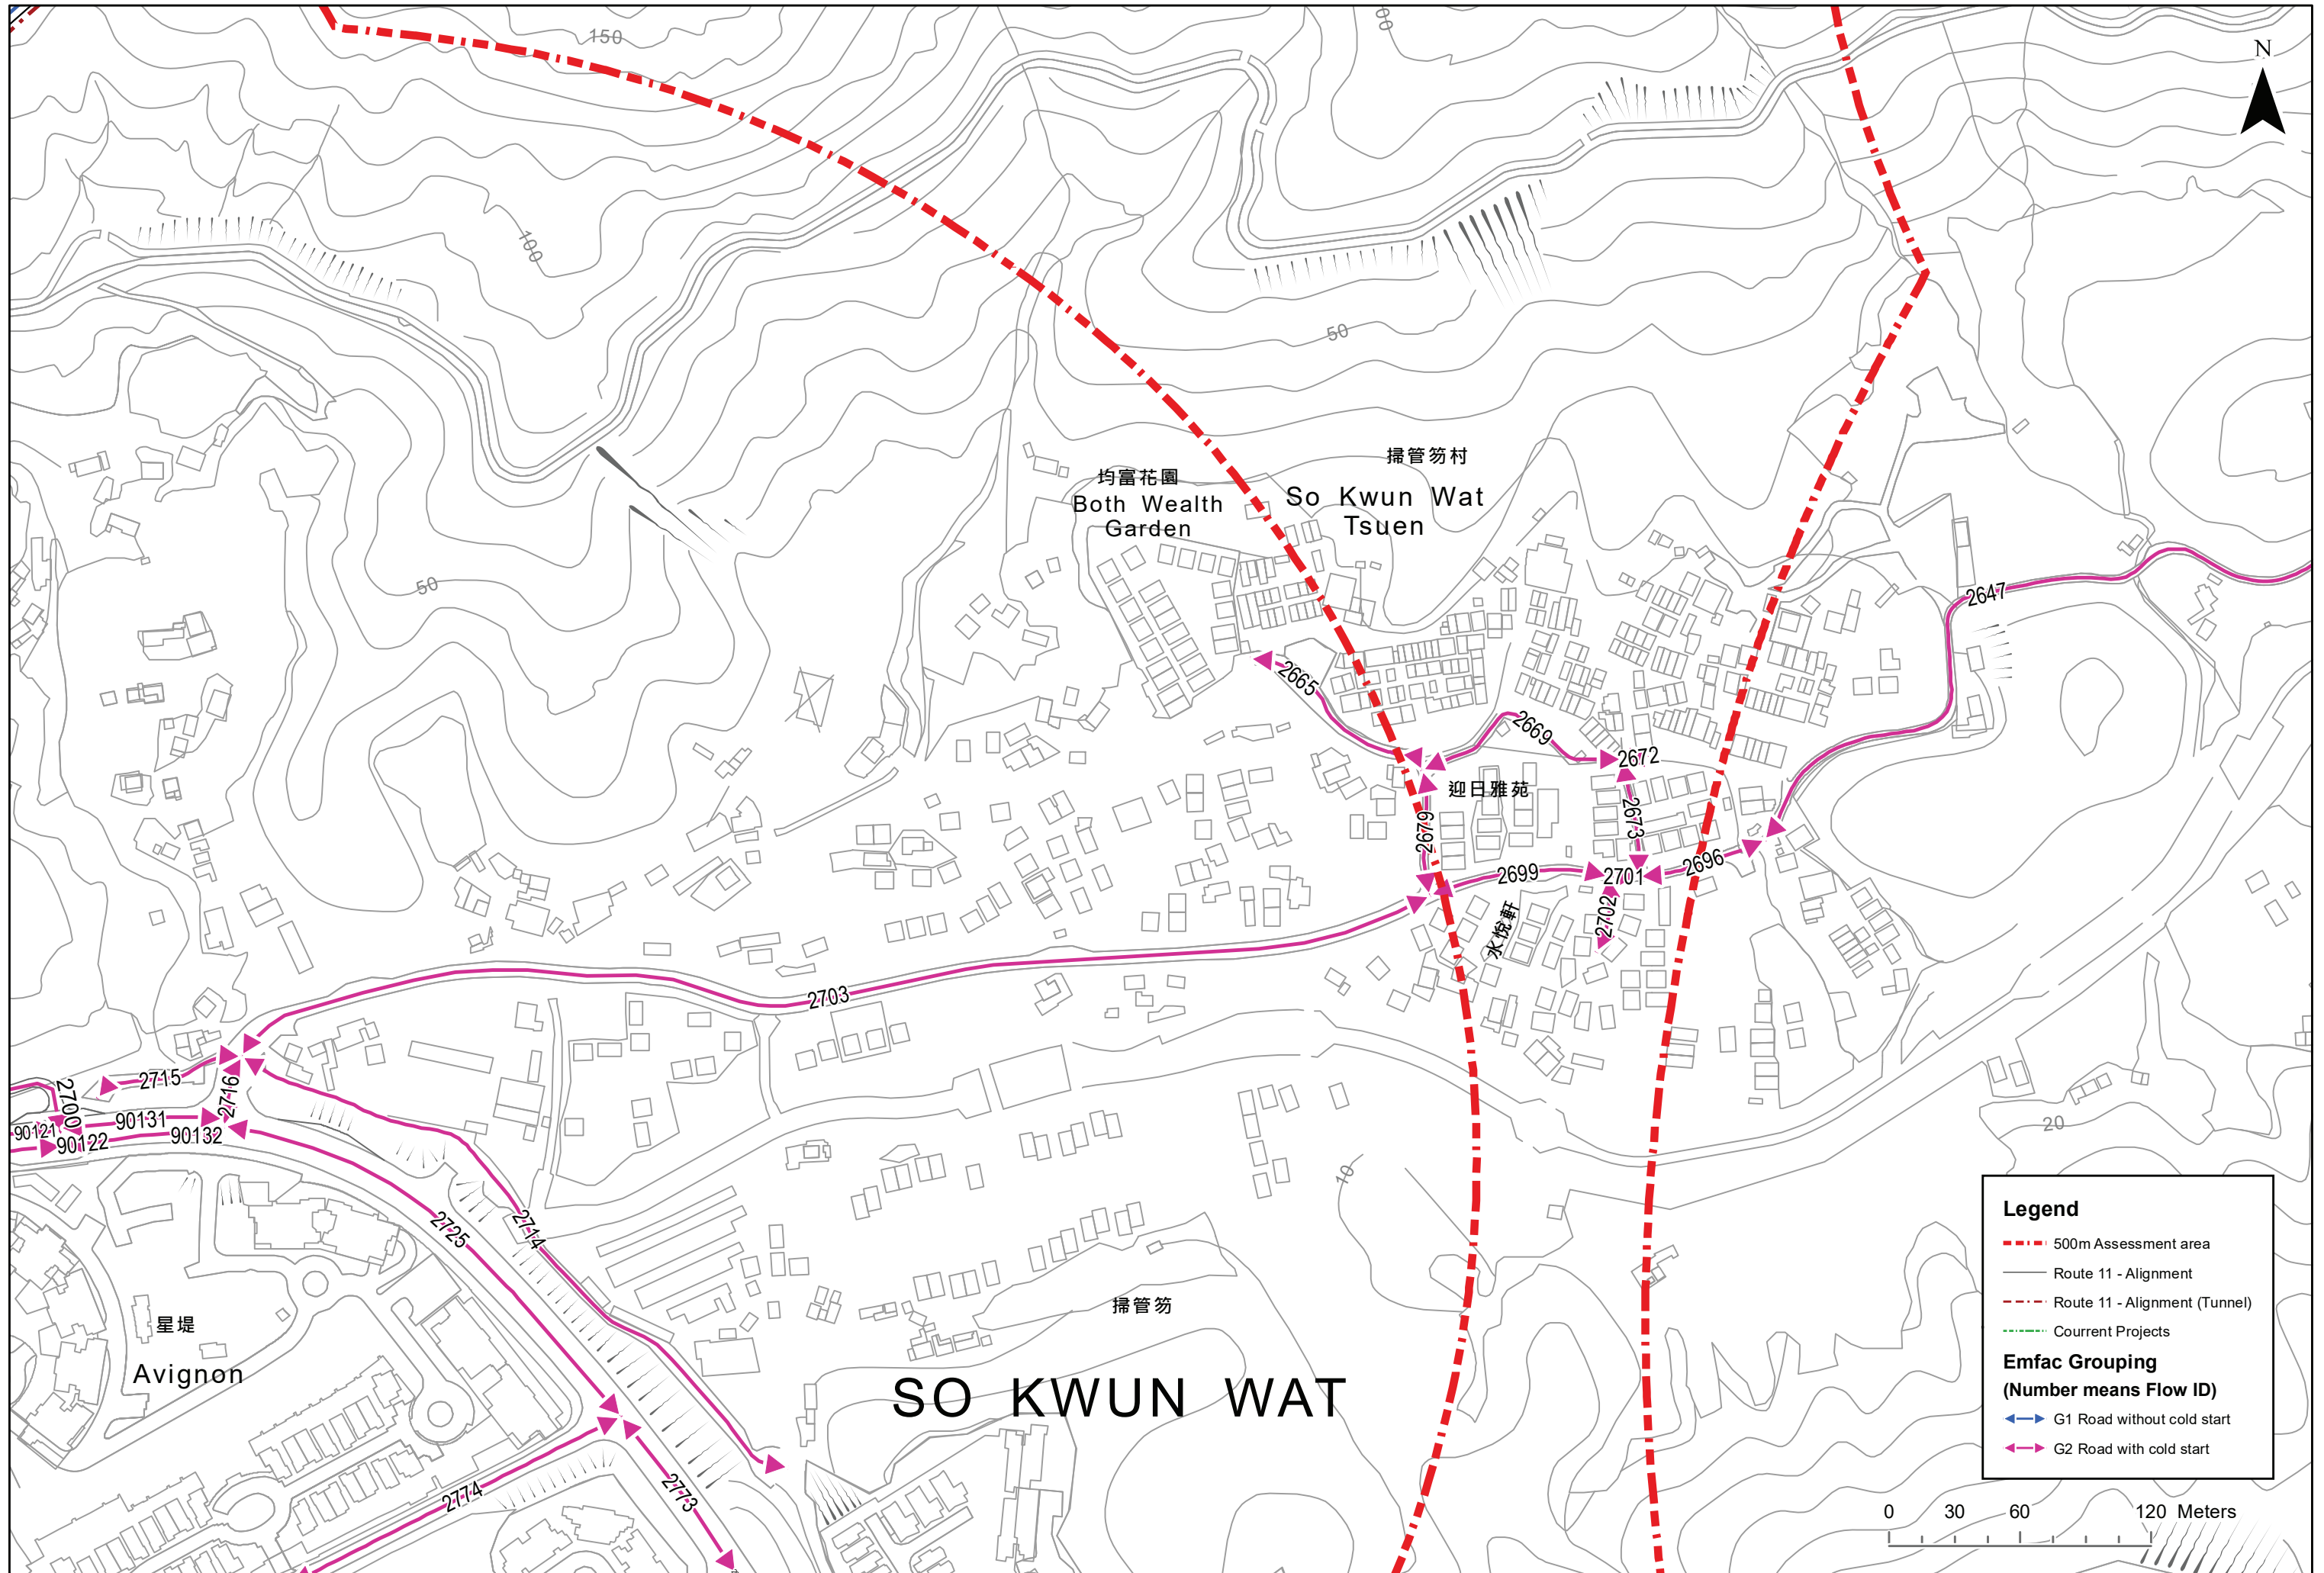 150
00
N
100
50
掃管笏村
均富花園
So Kwun Wat
Tsuen
Both Wealth
Garden
50
2647
2665
2669
2672
迎日雅苑
2679
2673
2696
2699
2701
2702
水悅軒
2703
2715
2716
2700
90131
90121
90122
90132
20
10
2725
2714
掃管笏
星堤
Avignon
SO KWUN WAT
2774
2773
Legend
500m Assessment area
Route 11 - Alignment
Route 11 - Alignment (Tunnel)
Courrent Projects
Emfac Grouping
(Number means Flow ID)
G1 Road without cold start
G2 Road with cold start
0 30 60 120 Meters